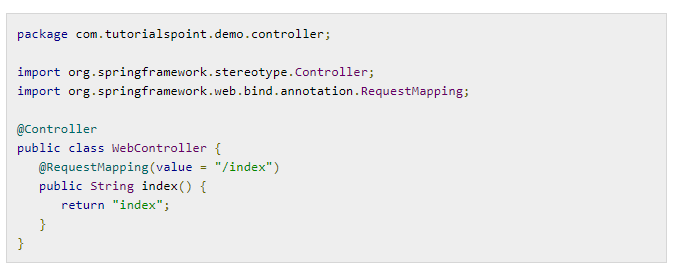 package com.tutorialspoint.demo.controller;

import org.springframework.stereotype.Controller;
import org.springframework.web.bind.annotation.RequestMapping;

@Controller
public class WebController {
   @RequestMapping(value = "/index")
   public String index() {
      return "index";
   }
}